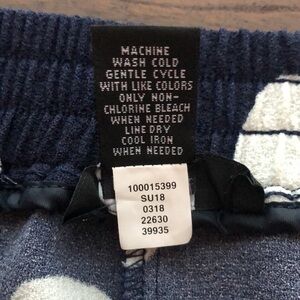 MACHINE
WASH COLD
GENTLE CYCLE
WITH LIKE COLORS
ONLY NON-
CHLORINE BLEACH
WHEN NEEDED
LINE DRY
COOL IRON
WHEN NEEDED
100015399
SU18
0318
22630
39935